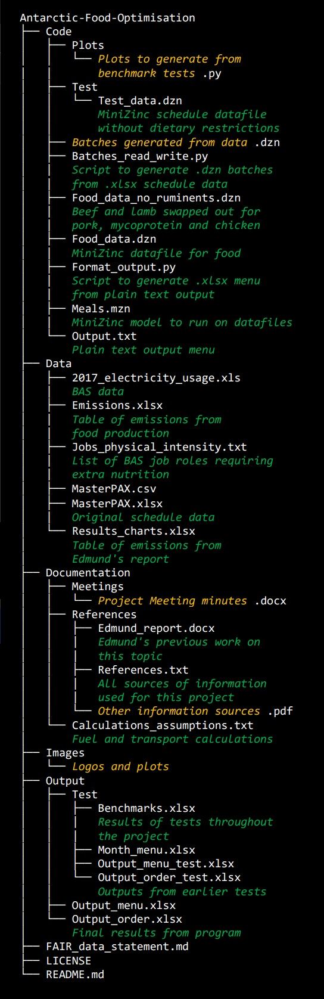 Antarctic-Food-Optimisation
Code
Plots
Plots to generate from
benchmark tests .py
Test
Test_data.dzn
MiniZinc schedule datafile
without dietary restrictions
Batches generated from data .dzn
Batches_read_write.py
Script to generate .dzn batches
from .xlsx schedule data
Food_data_no_ruminents.dzn
Beef and lamb swapped out for
pork, mycoprotein and chicken
Food_data.dzn
MiniZinc datafile for food
Format_output.py
Script to generate .xlsx menu
from plain text output
Meals.mzn
MiniZinc model to run on datafiles
Output.txt
Plain text output menu
Data
2017_electricity_usage.xls
BAS data
Emissions.xlsx
Table of emissions from
food production
Jobs_physical_intensity.txt
List of BAS job roles requiring
extra nutrition
MasterPAX.csv
MasterPAX.xlsx
Original schedule data
Results_charts.xlsx
Table of emissions from
Edmund's report
Documentation
Meetings
Project Meeting minutes .docx
References
Edmund_report.docx
Edmund's previous work on
this topic
References.txt
All sources of information
used for this project
Other information sources .pdf
Calculations_assumptions.txt
Fuel and transport calculations
Images
Logos and plots
Output
Test
Benchmarks.xlsx
Results of tests throughout
the project
Month_menu.xlsx
Output_menu_test.xlsx
Output_order_test.xlsx
Outputs from earlier tests
Output_menu.xlsx
Output_order.xlsx
Final results from program
FAIR_data_statement.md
LICENSE
README.md